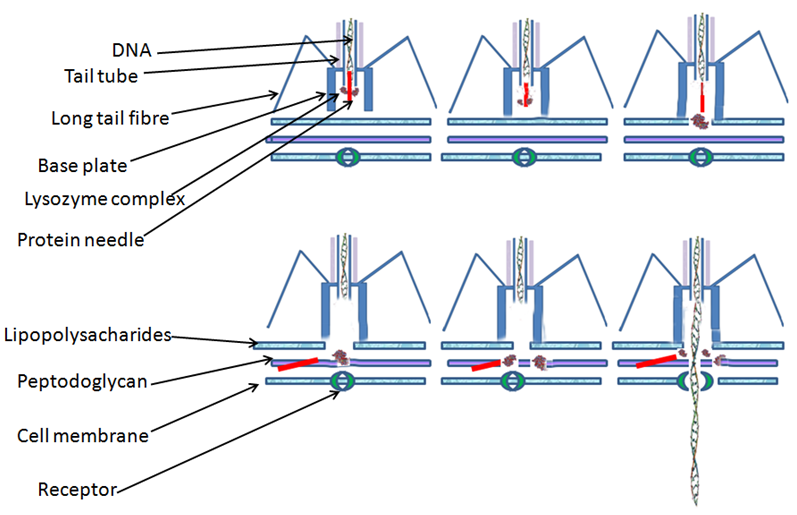 DNA
Tail tube
Long tail fibre
Base plate
Lysozyme complex
Protein needle
Lipopolysacharides
Peptodoglycan
Cell membrane
Receptor